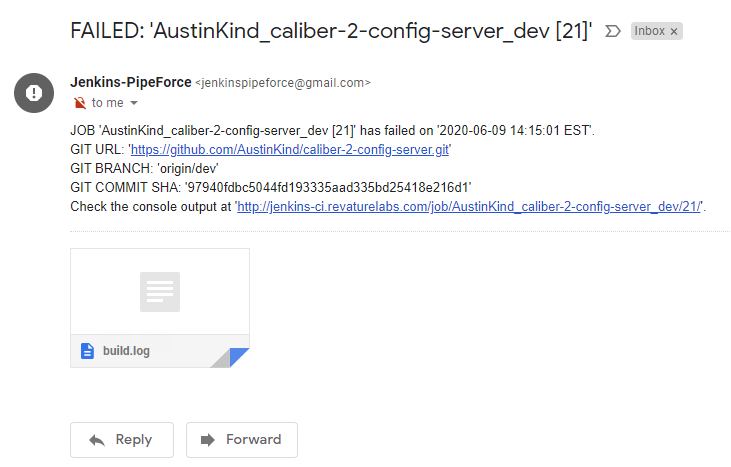 FAILED: 'AustinKind_caliber-2-config-server_dev [21]' Inbox x
Jenkins-PipeForce <jenkinspipeforce@gmail.com>
to me
JOB 'AustinKind_caliber-2-config-server_dev [21]' has failed on '2020-06-09 14:15:01 EST'.
GIT URL: 'https://github.com/AustinKind/caliber-2-config-server.git'
GIT BRANCH: 'origin/dev'
GIT COMMIT SHA: '97940fdbc5044fd193335aad335bd25418e216d1'
Check the console output at 'http://jenkins-ci.revaturelabs.com/job/AustinKind_caliber-2-config-server_dev/21/'.
build.log
Reply Forward